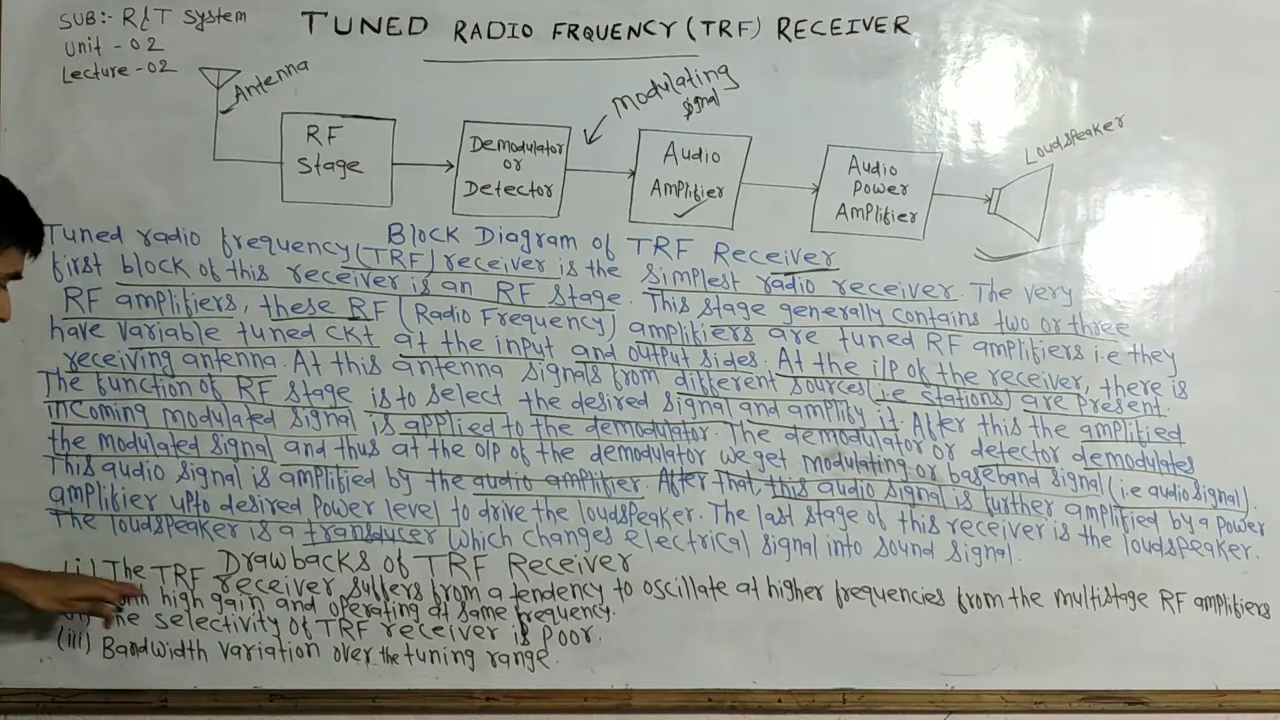 SUB:- R&T System
Unit - 02
Lecture - 02
TUNED RADIO FRQUENCY (TRF) RECEIVER
Antenna
RF Stage
Demodulator or Detector
Modulating signal
Audio Amplifier
Audio Power Amplifier
Loudspeaker
Block Diagram of TRF Receiver
Tuned radio frequency (TRF) receiver is the simplest radio receiver. The very
first block of this receiver is an RF stage. This stage generally contains two or three
RF amplifiers, these RF (Radio Frequency) amplifiers are tuned RF amplifiers i.e they
have variable tuned ckt at the input and output sides. At the i/p of the receiver, there is
receiving antenna. At this antenna signals from different sources (i.e stations) are present.
The function of RF stage is to select the desired signal and amplify it. After this the amplified
incoming modulated signal is applied to the demodulator. The demodulator or detector demodulates
the modulated signal and thus at the o/p of the demodulator we get modulating or baseband signal (i.e audio signal).
This audio signal is amplified by the audio amplifier. After that, this audio signal is further amplified by a power
amplifier upto desired power level to drive the loudspeaker. The last stage of this receiver is the loudspeaker.
The loudspeaker is a transducer which changes electrical signal into sound signal.
Drawbacks of TRF Receiver
(i) The TRF receiver suffers from a tendency to oscillate at higher frequencies from the multistage RF amplifiers
high gain and operating at same frequency.
selectivity of TRF receiver is poor.
(iii) Bandwidth variation over the tuning range.